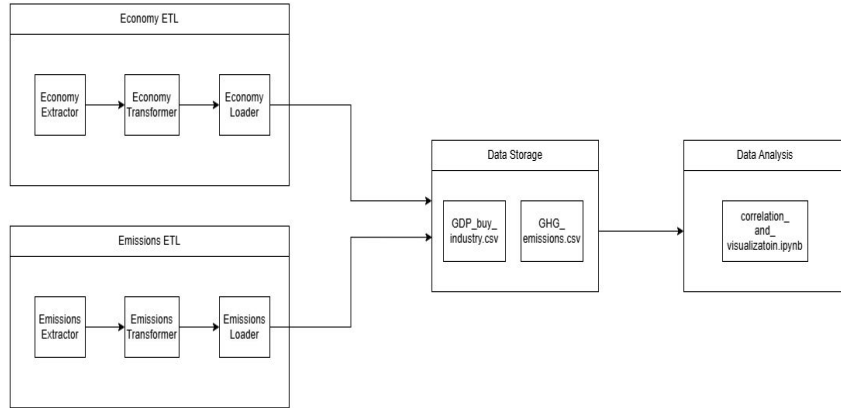 Economy ETL
Economy
Extractor
Economy
Transformer
Economy
Loader
Emissions ETL
Emissions
Extractor
Emissions
Transformer
Emissions
Loader
Data Storage
GDP_buy_
industry.csv
GHG_
emissions.csv
Data Analysis
correlation_
and_
visualizatoin.ipynb